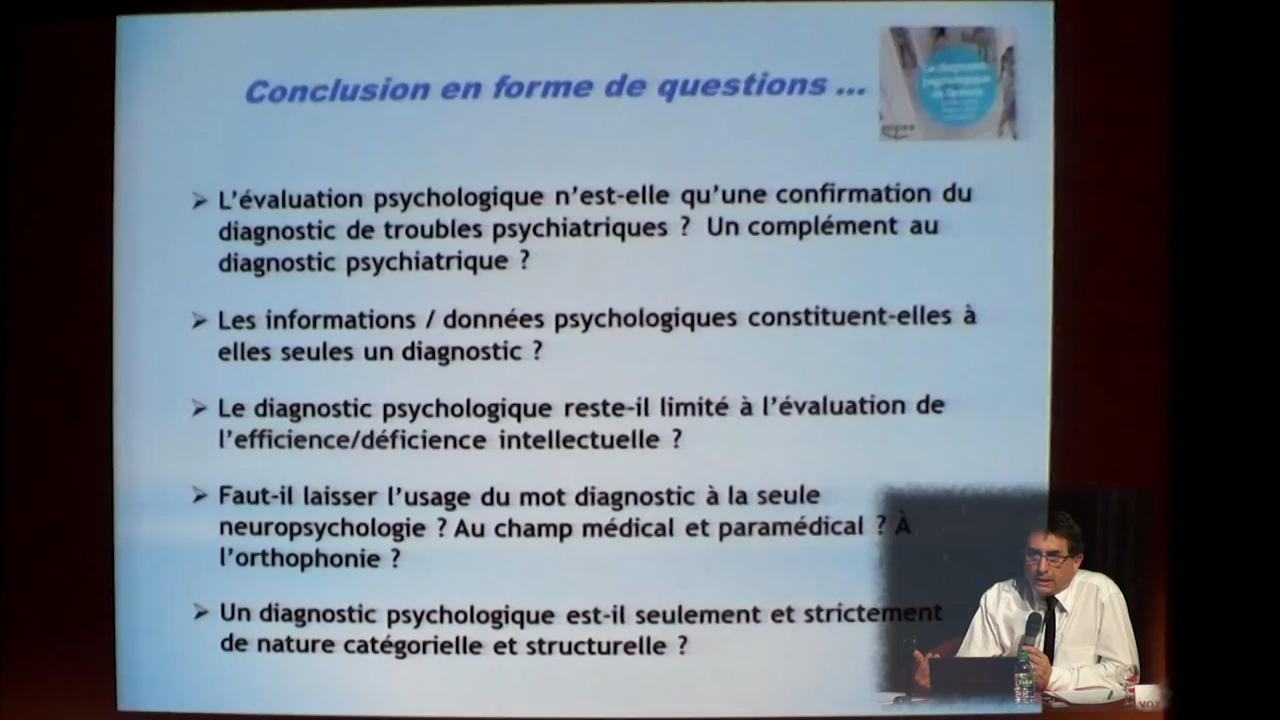 Conclusion en forme de questions ...
L'évaluation psychologique n'est-elle qu'une confirmation du
diagnostic de troubles psychiatriques ? Un complément au
diagnostic psychiatrique ?
Les informations / données psychologiques constituent-elles à
elles seules un diagnostic ?
Le diagnostic psychologique reste-il limité à l'évaluation de
l'efficience/déficience intellectuelle ?
Faut-il laisser l'usage du mot diagnostic à la seule
neuropsychologie ? Au champ médical et paramédical ? À
l'orthophonie ?
Un diagnostic psychologique est-il seulement et strictement
de nature catégorielle et structurelle ?